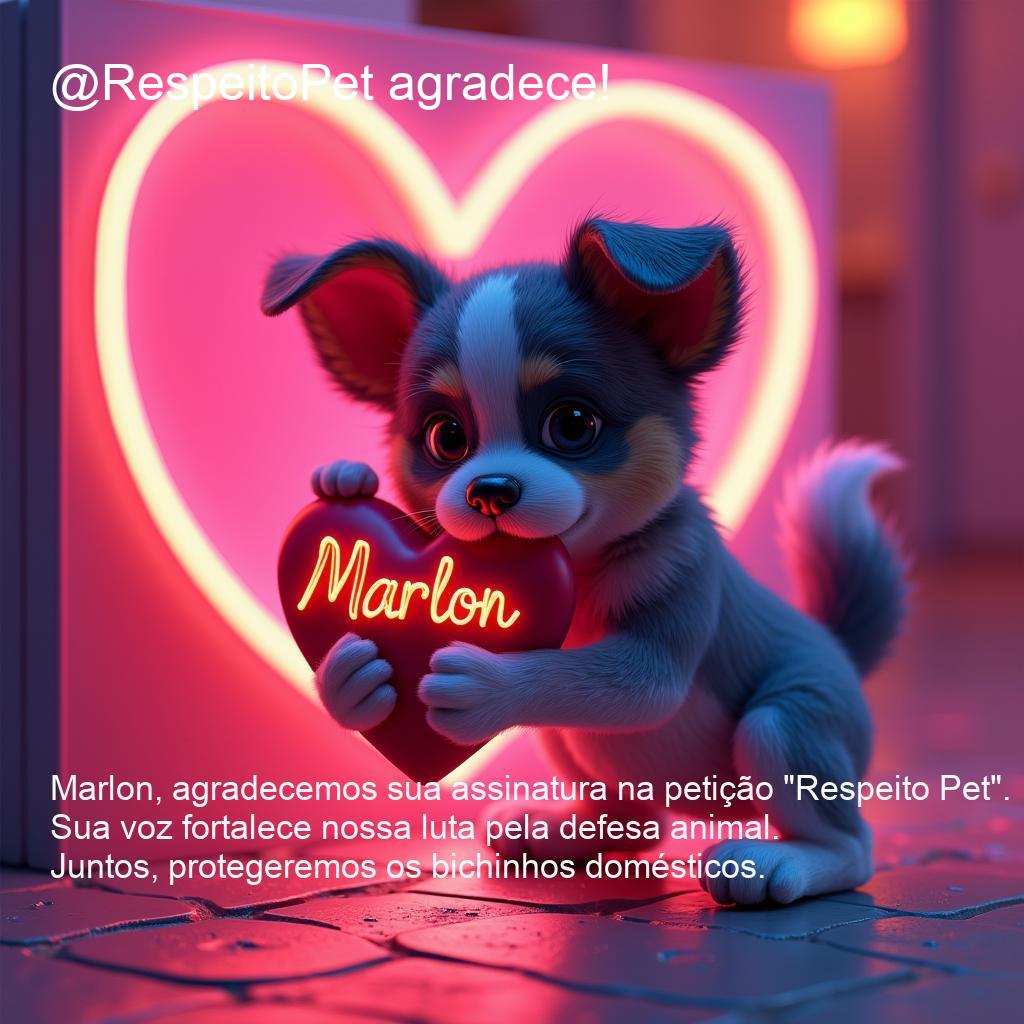 @RespeitoPet agradece!
Marlon
Marlon, agradecemos sua assinatura na petição "Respeito Pet".
Sua voz fortalece nossa luta pela defesa animal.
Juntos, protegeremos os bichinhos domésticos.